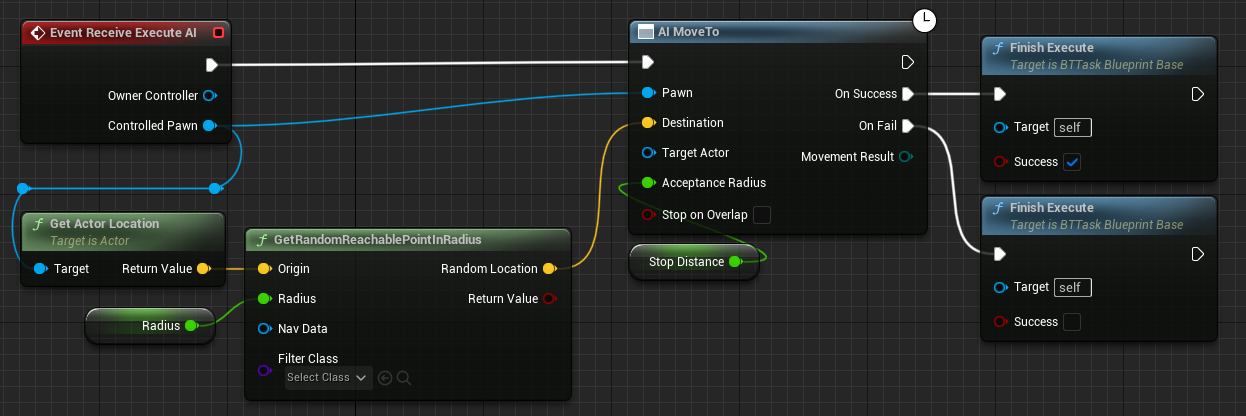 Event Receive Execute AI
Owner Controller
Controlled Pawn
Get Actor Location
Target is Actor
Target
Return Value
Radius
GetRandomReachablePointInRadius
Origin
Random Location
Radius
Return Value
Nav Data
Filter Class
Select Class
AI MoveTo
Pawn
On Success
Destination
On Fail
Target Actor
Movement Result
Acceptance Radius
Stop on Overlap
Stop Distance
Finish Execute
Target is BTTask Blueprint Base
Target self
Success
Finish Execute
Target is BTTask Blueprint Base
Target self
Success